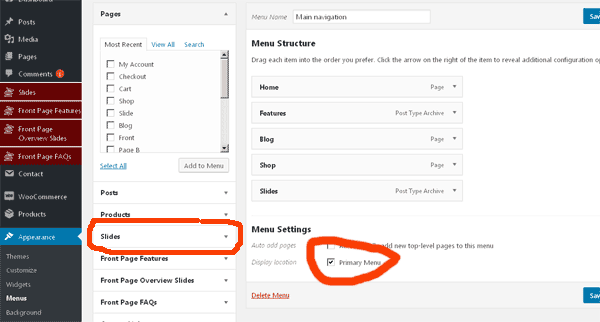 Posts
Media
Pages
Comments 1
Slides
Front Page Features
Front Page
Overview Slides
Front Page FAQs
Contact
WooCommerce
Products
Appearance
Themes
Customize
Widgets
Menus
Background
Pages
Most Recent View All Search
My Account
Checkout
Cart
Shop
Slide
Blog
Front
Page B
Select All Add to Menu
Posts
Products
Slides
Front Page Features
Front Page Overview Slides
Front Page FAQs
Menu Name Main navigation
Menu Structure
Drag each item into the order you prefer. Click the arrow on the right of the item to reveal additional configuration
Home Page
Features Post Type Archive
Blog Page
Shop Page
Slides Post Type Archive
Menu Settings
Auto add pages add new top-level pages to this menu
Display location Primary Menu
Delete Menu